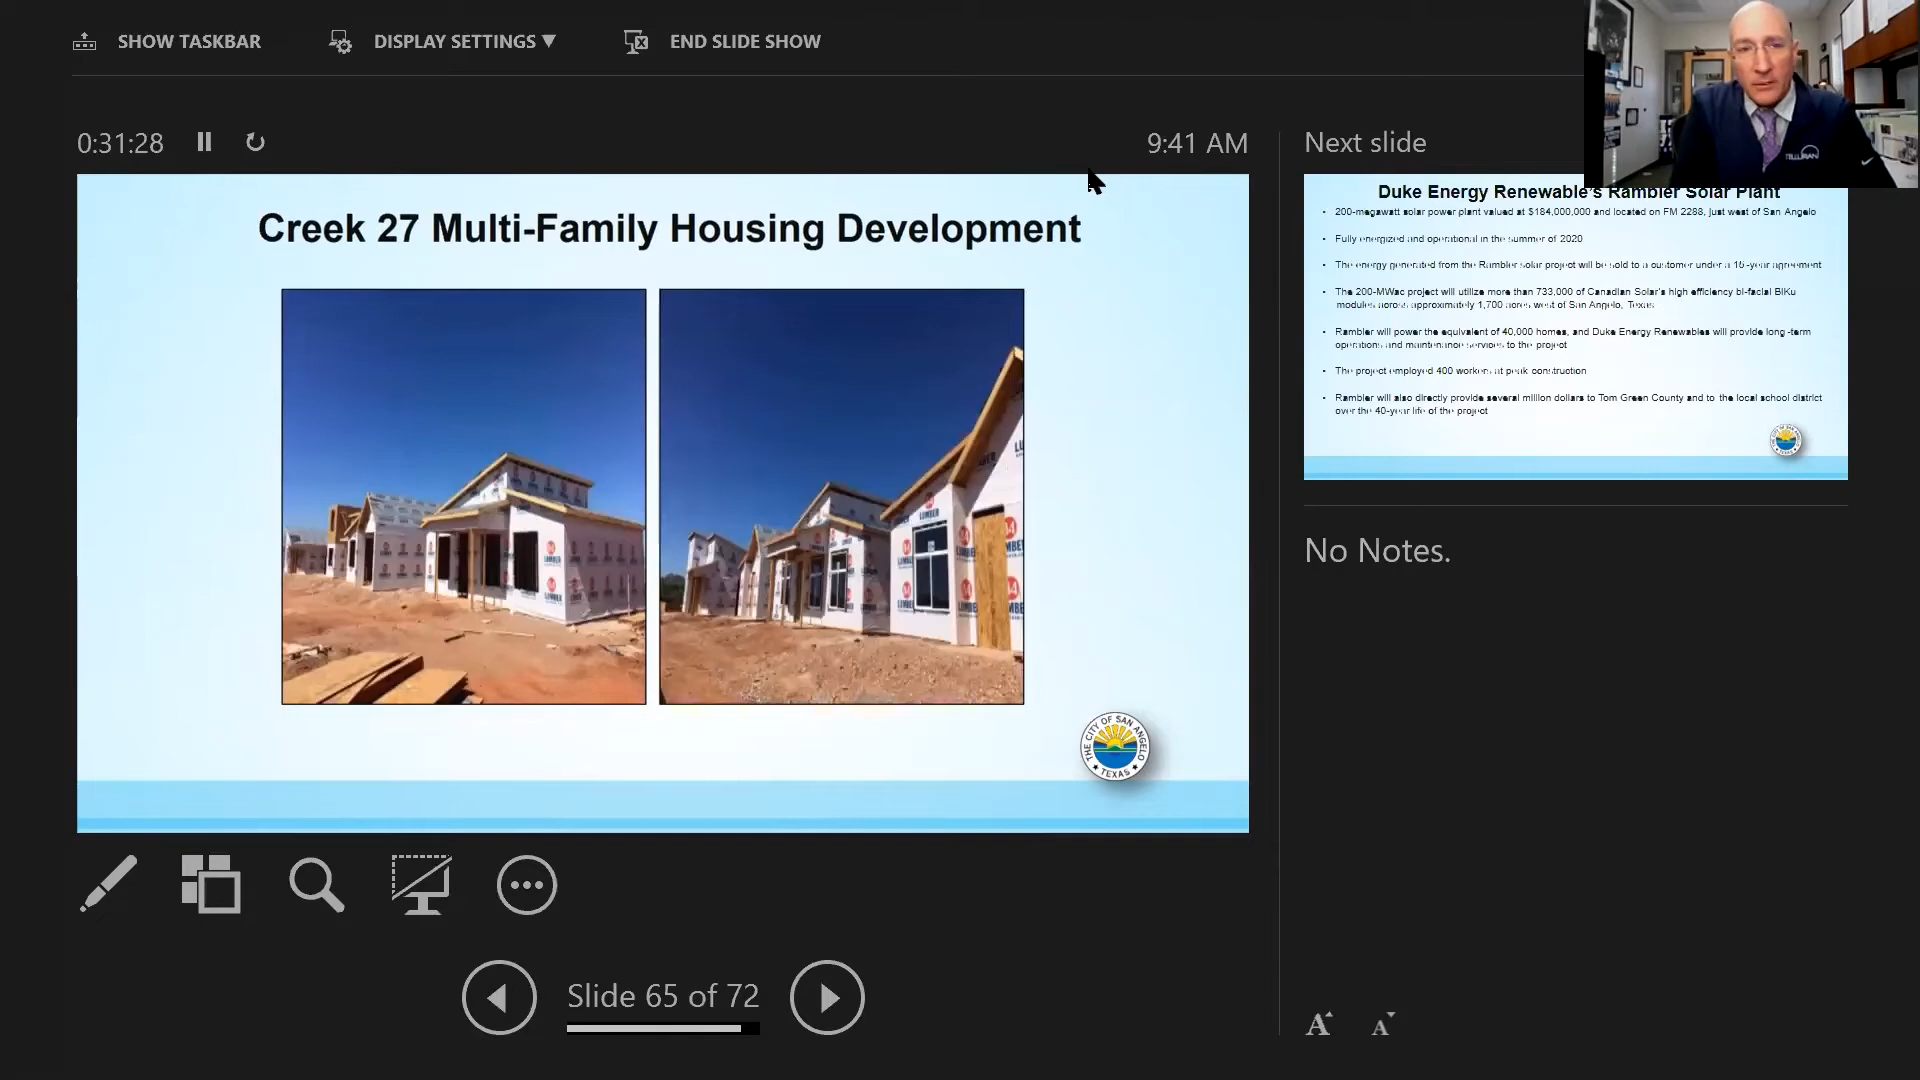 SHOW TASKBAR
DISPLAY SETTINGS ▼
END SLIDE SHOW
0:31:28
9:41 AM
Next slide
Creek 27 Multi-Family Housing Development
LUMBER
84
LUMBER
84
LUMBER
84
LUMBER
THE CITY OF SAN ANGELO
★ TEXAS ★
Duke Energy Renewable's Rambler Solar Plant
• 200-megawatt solar power plant valued at $184,000,000 and located on FM 2288, just west of San Angelo
• Fully energized and operational in the summer of 2020
• The energy generated from the Rambler solar project will be sold to a customer under a 15-year agreement
• The 200-MWac project will utilize more than 733,000 of Canadian Solar's high efficiency bi-facial BiKu
modules across approximately 1,700 acres west of San Angelo, Texas
• Rambler will power the equivalent of 40,000 homes, and Duke Energy Renewables will provide long-term
operations and maintenance services to the project
• The project employed 400 workers at peak construction
• Rambler will also directly provide several million dollars to Tom Green County and to the local school district
over the 40-year life of the project
No Notes.
Slide 65 of 72
A A